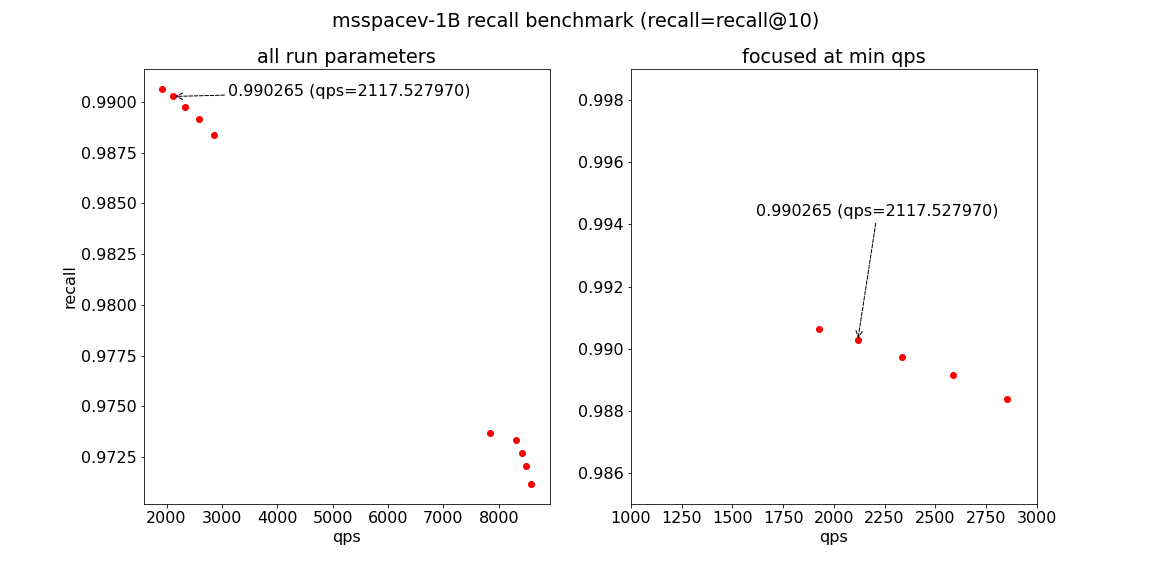 msspacev-1B recall benchmark (recall=recall@10)
all run parameters
0.990265 (qps=2117.527970)
recall
0.9900
0.9875
0.9850
0.9825
0.9800
0.9775
0.9750
0.9725
2000 3000 4000 5000 6000 7000 8000
qps
focused at min qps
0.990265 (qps=2117.527970)
0.998
0.996
0.994
0.992
0.990
0.988
0.986
1000 1250 1500 1750 2000 2250 2500 2750 3000
qps